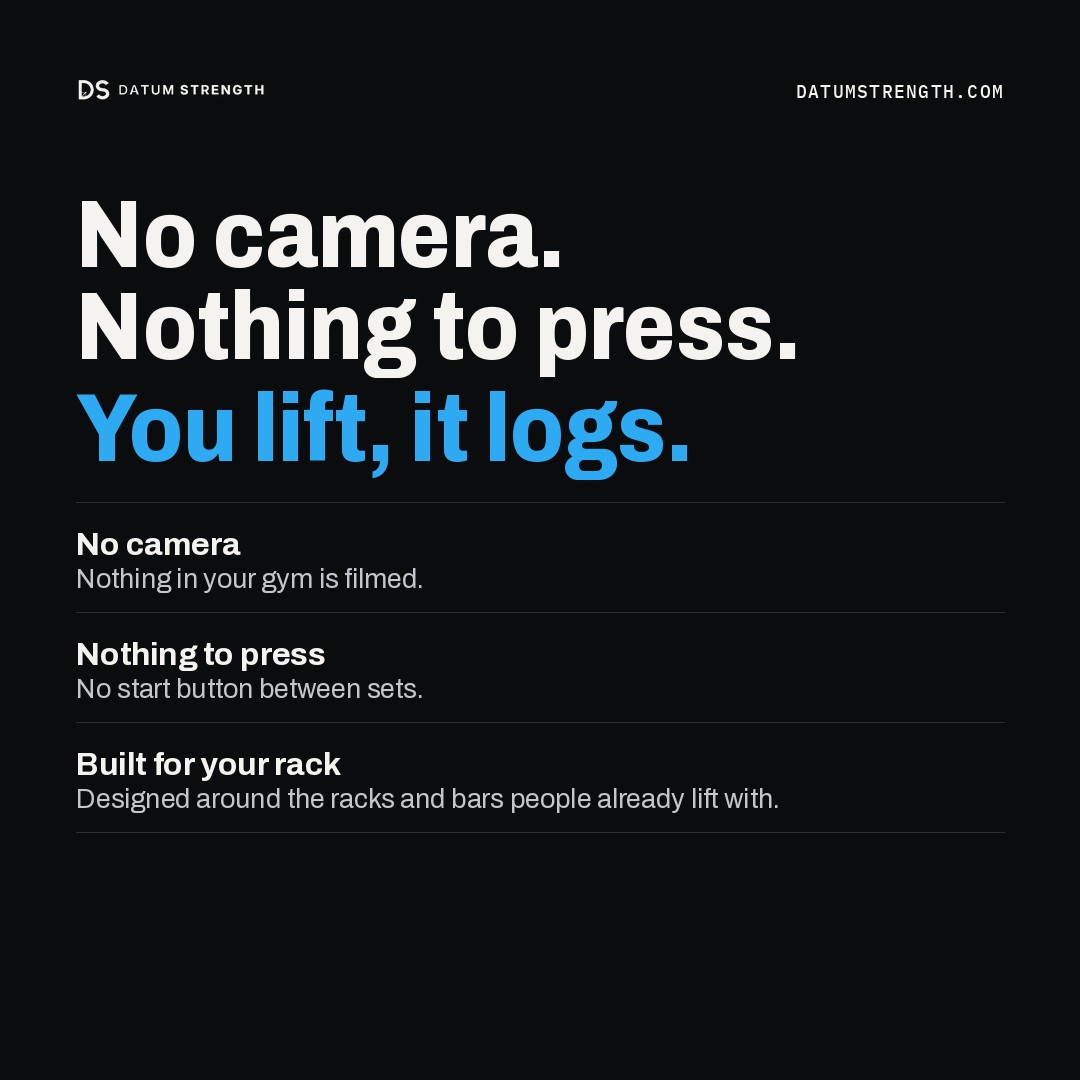 DS DATUM STRENGTH
DATUMSTRENGTH.COM
No camera.
Nothing to press.
You lift, it logs.
No camera
Nothing in your gym is filmed.
Nothing to press
No start button between sets.
Built for your rack
Designed around the racks and bars people already lift with.